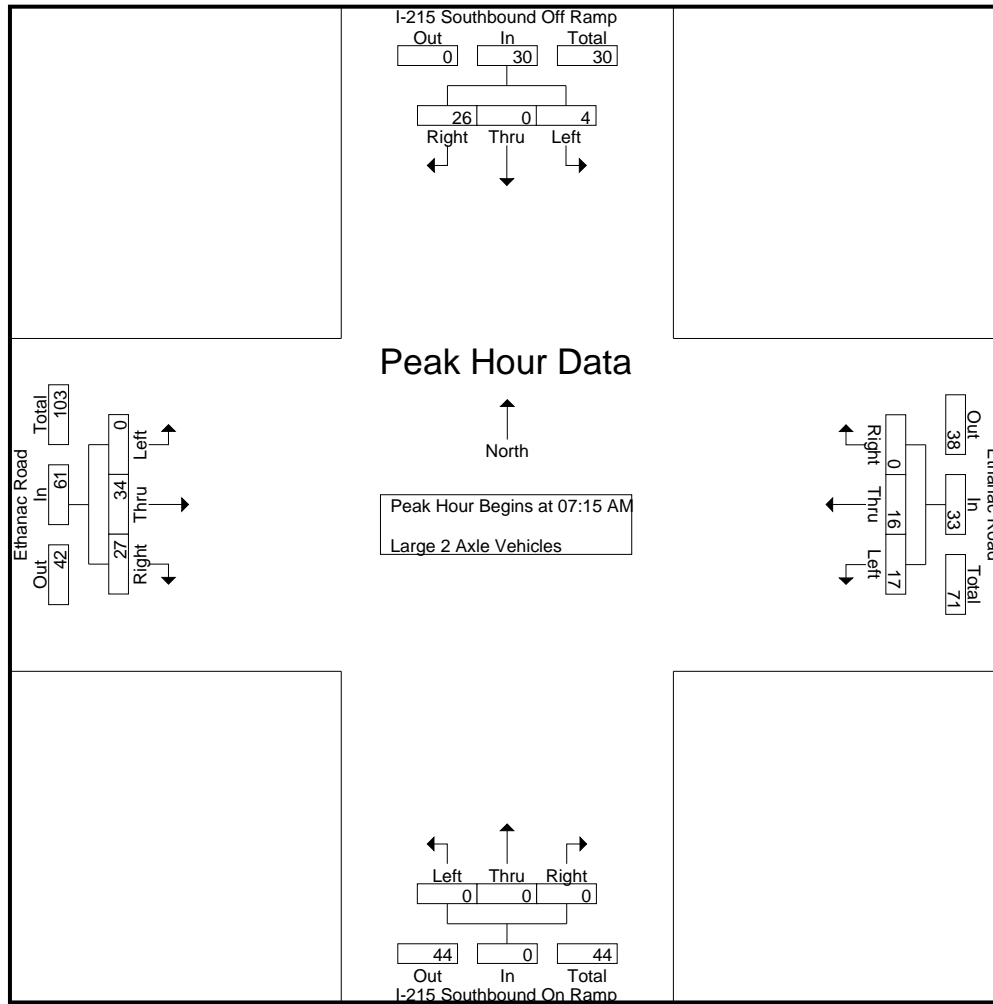 I-215 Southbound Off Ramp
Out In Total
0 30 30
26 0 4
Right Thru Left
Peak Hour Data
North
Peak Hour Begins at 07:15 AM
Large 2 Axle Vehicles
Ethanac Road
Total In Out
103 61 42
0 34 27
Left Thru Right
Ethanac Road
Out In Total
38 33 71
0 16 17
Right Thru Left
Left Thru Right
0 0 0
44 0 44
Out In Total
I-215 Southbound On Ramp